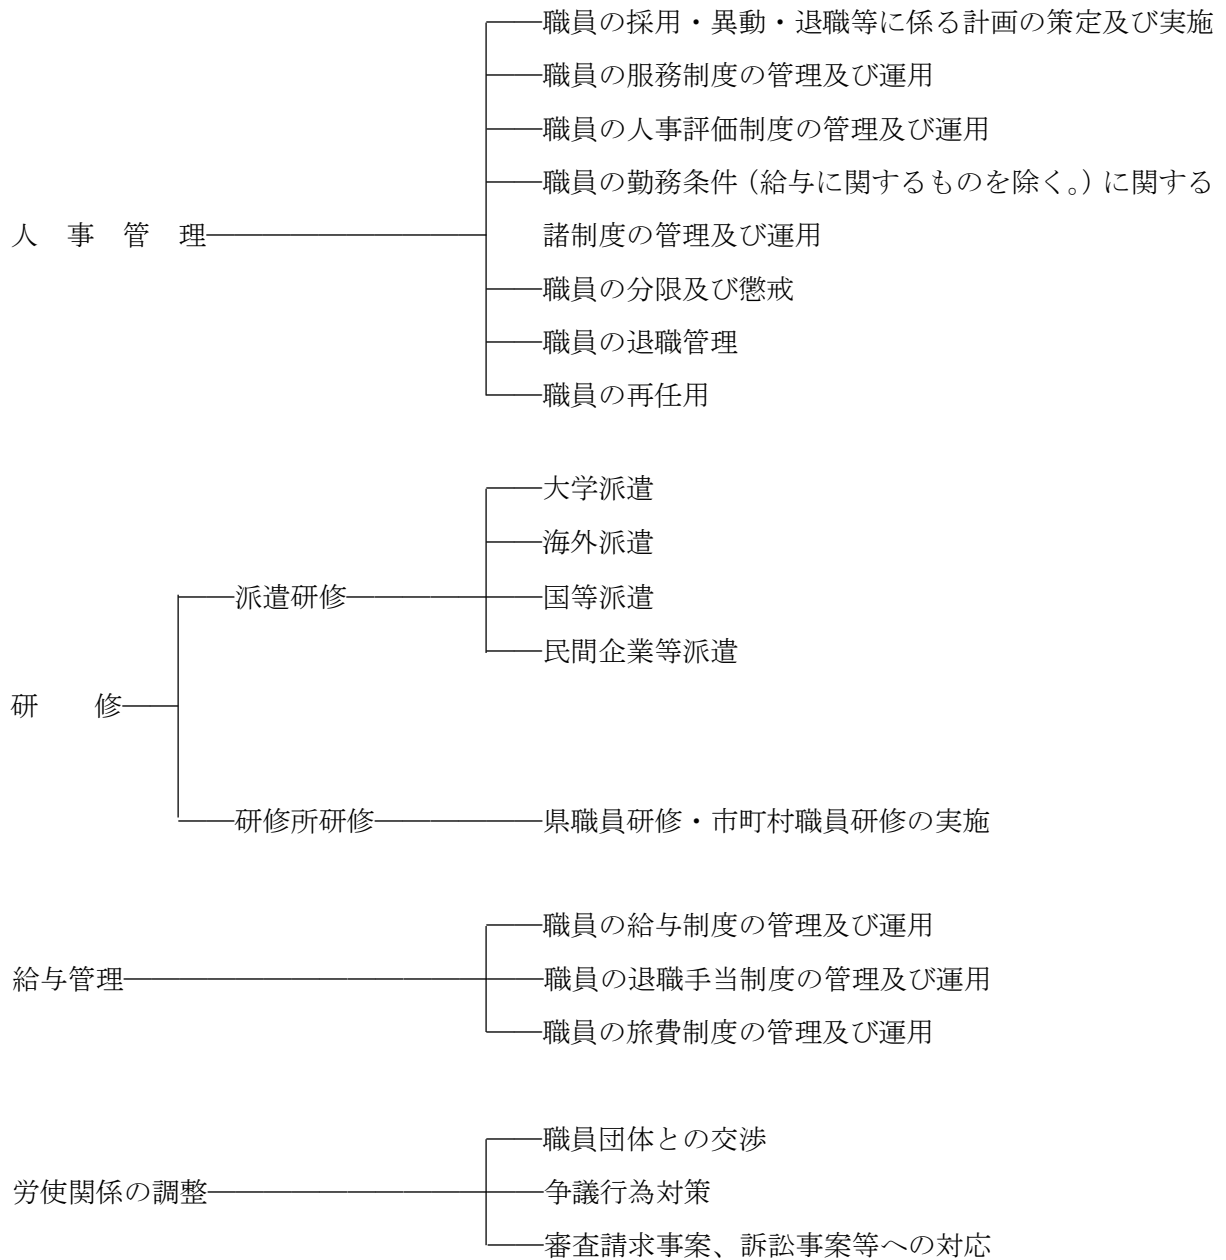 職員の採用・異動・退職等に係る計画の策定及び実施
職員の服務制度の管理及び運用
職員の人事評価制度の管理及び運用
職員の勤務条件（給与に関するものを除く。）に関する
人　事　管　理
諸制度の管理及び運用
職員の分限及び懲戒
職員の退職管理
職員の再任用
大学派遣
海外派遣
派遣研修
国等派遣
民間企業等派遣
研　　修
研修所研修
県職員研修・市町村職員研修の実施
職員の給与制度の管理及び運用
給与管理
職員の退職手当制度の管理及び運用
職員の旅費制度の管理及び運用
職員団体との交渉
労使関係の調整
争議行為対策
審査請求事案、訴訟事案等への対応